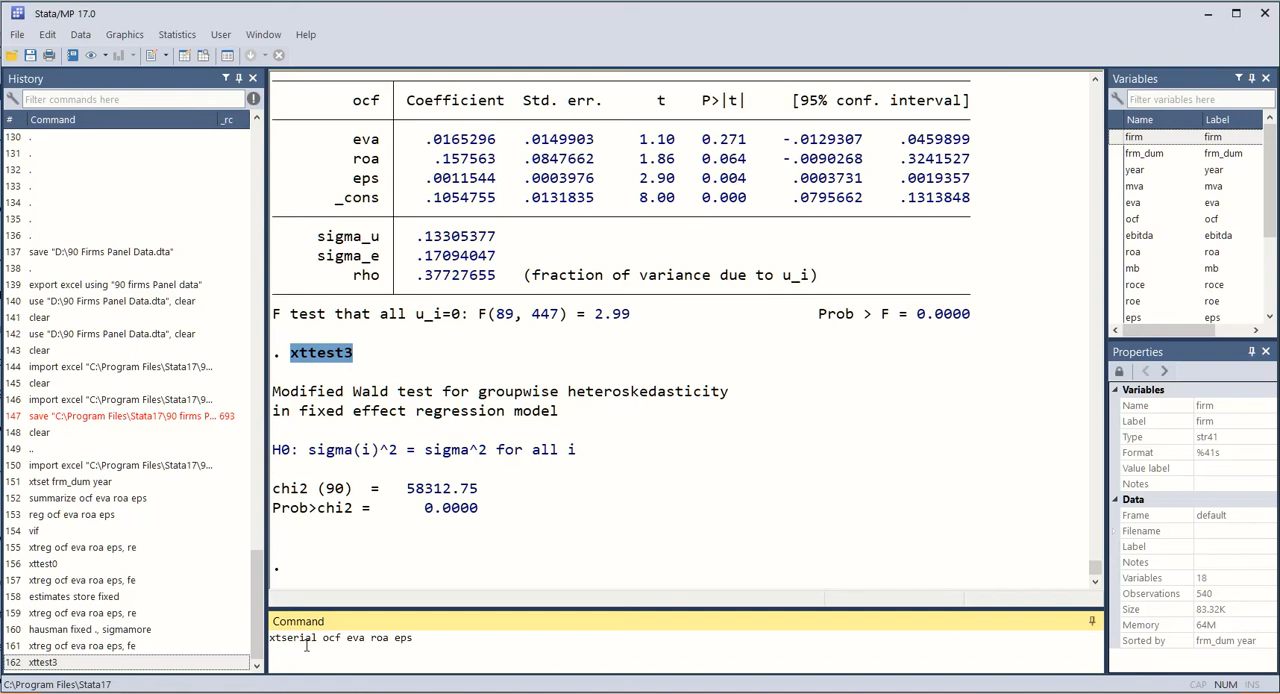 Stata/MP 17.0
File Edit Data Graphics Statistics User Window Help
History
Filter commands here
# Command _rc
130 .
131 .
132 .
133 .
134 .
135 .
136 .
137 save "D:\90 Firms Panel Data.dta"
138 .
139 export excel using "90 firms Panel data"
140 use "D:\90 Firms Panel Data.dta", clear
141 clear
142 use "D:\90 Firms Panel Data.dta", clear
143 clear
144 import excel "C:\Program Files\Stata17\9...
145 clear
146 import excel "C:\Program Files\Stata17\9...
147 save "C:\Program Files\Stata17\90 firms P... 693
148 clear
149 ..
150 import excel "C:\Program Files\Stata17\9...
151 xtset frm_dum year
152 summarize ocf eva roa eps
153 reg ocf eva roa eps
154 vif
155 xtreg ocf eva roa eps, re
156 xttest0
157 xtreg ocf eva roa eps, fe
158 estimates store fixed
159 xtreg ocf eva roa eps, re
160 hausman fixed ., sigmamore
161 xtreg ocf eva roa eps, fe
162 xttest3
ocf Coefficient Std. err. t P>|t| [95% conf. interval]
eva .0165296 .0149903 1.10 0.271 -.0129307 .0459899
roa .157563 .0847662 1.86 0.064 -.0090268 .3241527
eps .0011544 .0003976 2.90 0.004 .0003731 .0019357
_cons .1054755 .0131835 8.00 0.000 .0795662 .1313848
sigma_u .13305377
sigma_e .17094047
rho .37727655 (fraction of variance due to u_i)
F test that all u_i=0: F(89, 447) = 2.99 Prob > F = 0.0000
. xttest3
Modified Wald test for groupwise heteroskedasticity
in fixed effect regression model
H0: sigma(i)^2 = sigma^2 for all i
chi2 (90) = 58312.75
Prob>chi2 = 0.0000
.
Command
xtserial ocf eva roa eps
Variables
Filter variables here
Name Label
firm firm
frm_dum frm_dum
year year
mva mva
eva eva
ocf ocf
ebitda ebitda
roa roa
mb mb
roce roce
roe roe
eps eps
Properties
Variables
Name firm
Label firm
Type str41
Format %41s
Value label
Notes
Data
Frame default
Filename
Label
Notes
Variables 18
Observations 540
Size 83.32K
Memory 64M
Sorted by frm_dum year
C:\Program Files\Stata17
CAP NUM INS